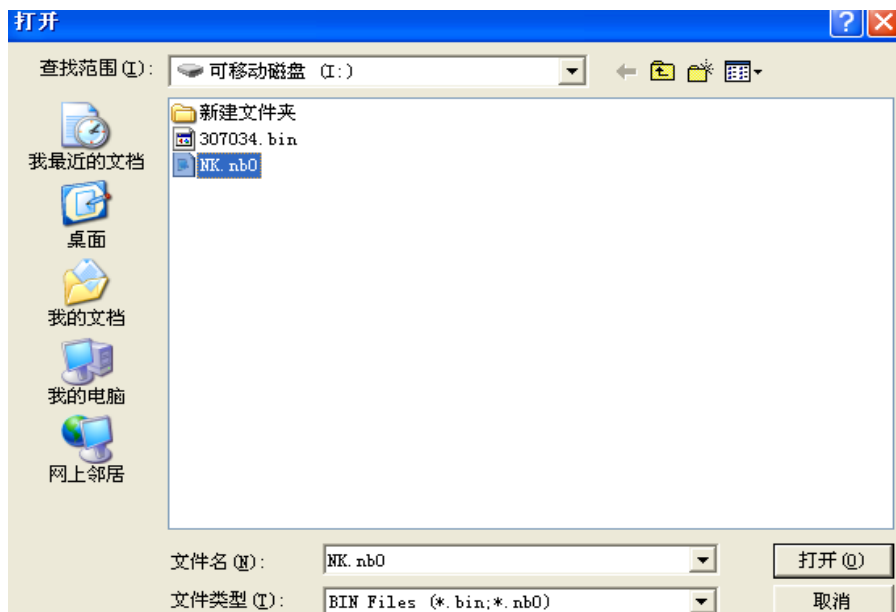 打开
查找范围(I):
可移动磁盘 (I:)
新建文件夹
307034.bin
NK.nb0
我最近的文档
桌面
我的文档
我的电脑
网上邻居
文件名(N):
NK.nb0
打开(O)
文件类型(T):
BIN Files (*.bin;*.nb0)
取消